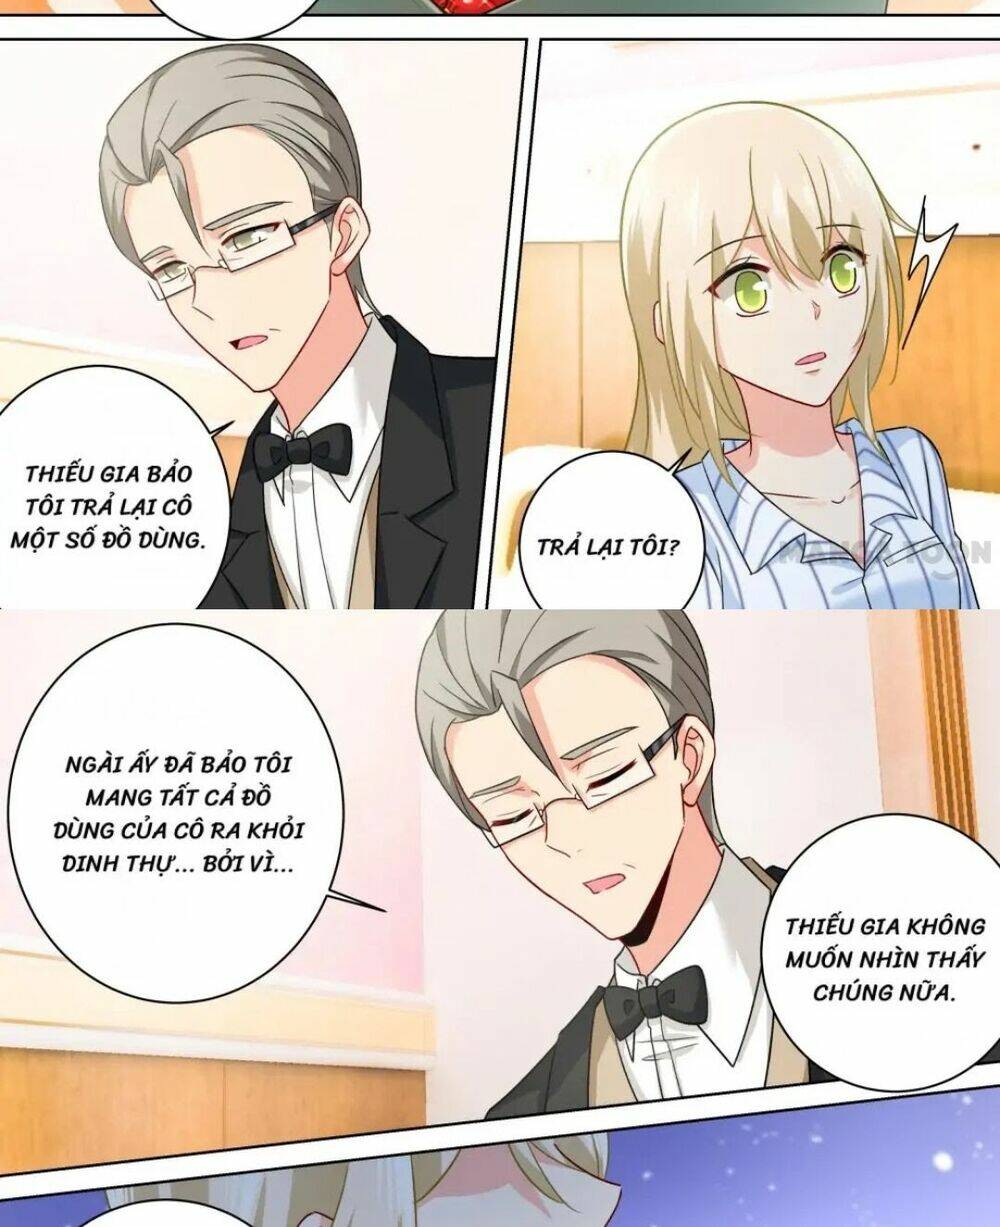 THIẾU GIA BẢO
TÔI TRẢ LẠI CÔ
MỘT SỐ ĐỒ DÙNG.
TRẢ LẠI TÔI?
MANGATOON
NGÀI ẤY ĐÃ BẢO TÔI
MANG TẤT CẢ ĐỒ
DÙNG CỦA CÔ RA KHỎI
DINH THỰ... BỞI VÌ...
THIẾU GIA KHÔNG
MUỐN NHÌN THẤY
CHÚNG NỮA.